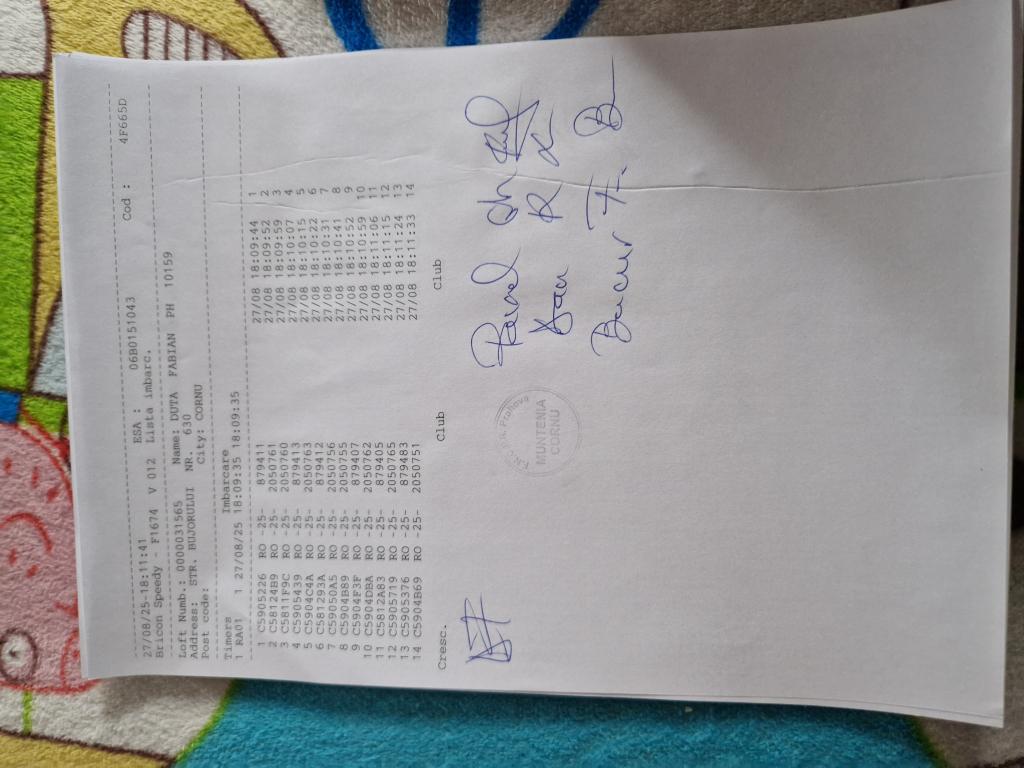 27/08/25-18:11:41 ESA : 06B0151043 Cod : 4F665D
Bricon Speedy - F1674 V 012 Lista imbarc.
Loft Numb.: 0000031565 Name: DUTA FABIAN PH 10159
Address: STR. BUJORULUI NR. 630
Post code: City: CORNU
Timers Imbarcare
1 RA01 1 27/08/25 18:09:35 18:09:35
1 C5905226 RO -25- 879411 27/08 18:09:44 1
2 C58124B9 RO -25- 2050761 27/08 18:09:52 2
3 C5811F9C RO -25- 2050760 27/08 18:09:59 3
4 C5905439 RO -25- 879413 27/08 18:10:07 4
5 C5904C4A RO -25- 2050763 27/08 18:10:15 5
6 C581293A RO -25- 879412 27/08 18:10:22 6
7 C59050A5 RO -25- 2050756 27/08 18:10:31 7
8 C5904B89 RO -25- 2050755 27/08 18:10:41 8
9 C5904F3F RO -25- 879407 27/08 18:10:52 9
10 C5904DBA RO -25- 2050762 27/08 18:10:59 10
11 C5812A83 RO -25- 879405 27/08 18:11:06 11
12 C5905719 RO -25- 2050765 27/08 18:11:15 12
13 C5905376 RO -25- 879483 27/08 18:11:24 13
14 C5904B69 RO -25- 2050751 27/08 18:11:33 14
Cresc. Club Club
Prahova
MUNTENIA
CORNU